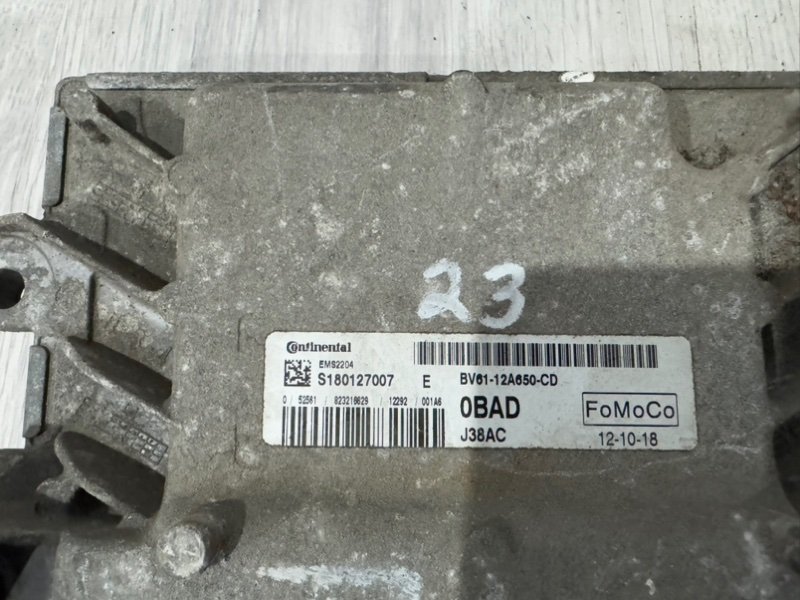 23
Continental
EMS2204
S180127007 E BV61-12A650-CD
0 / 52561 / 823218629 / 12292 / 001A6
0BAD FoMoCo
J38AC 12-10-18